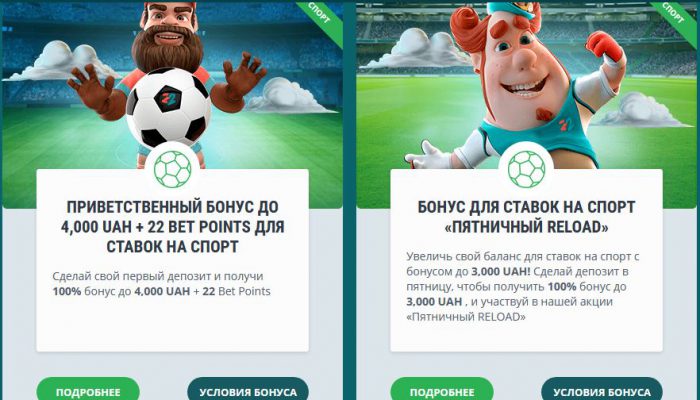 СПОРТ
ПРИВЕТСТВЕННЫЙ БОНУС ДО
4,000 UAH + 22 BET POINTS ДЛЯ
СТАВОК НА СПОРТ
Сделай свой первый депозит и получи
100% бонус до 4,000 UAH + 22 Bet Points
ПОДРОБНЕЕ
УСЛОВИЯ БОНУСА
СПОРТ
БОНУС ДЛЯ СТАВОК НА СПОРТ
«ПЯТНИЧНЫЙ RELOAD»
Увеличь свой баланс для ставок на спорт с
бонусом до 3,000 UAH! Сделай депозит в
пятницу, чтобы получить 100% бонус до
3,000 UAH , и участвуй в нашей акции
«Пятничный RELOAD»
ПОДРОБНЕЕ
УСЛОВИЯ БОНУСА